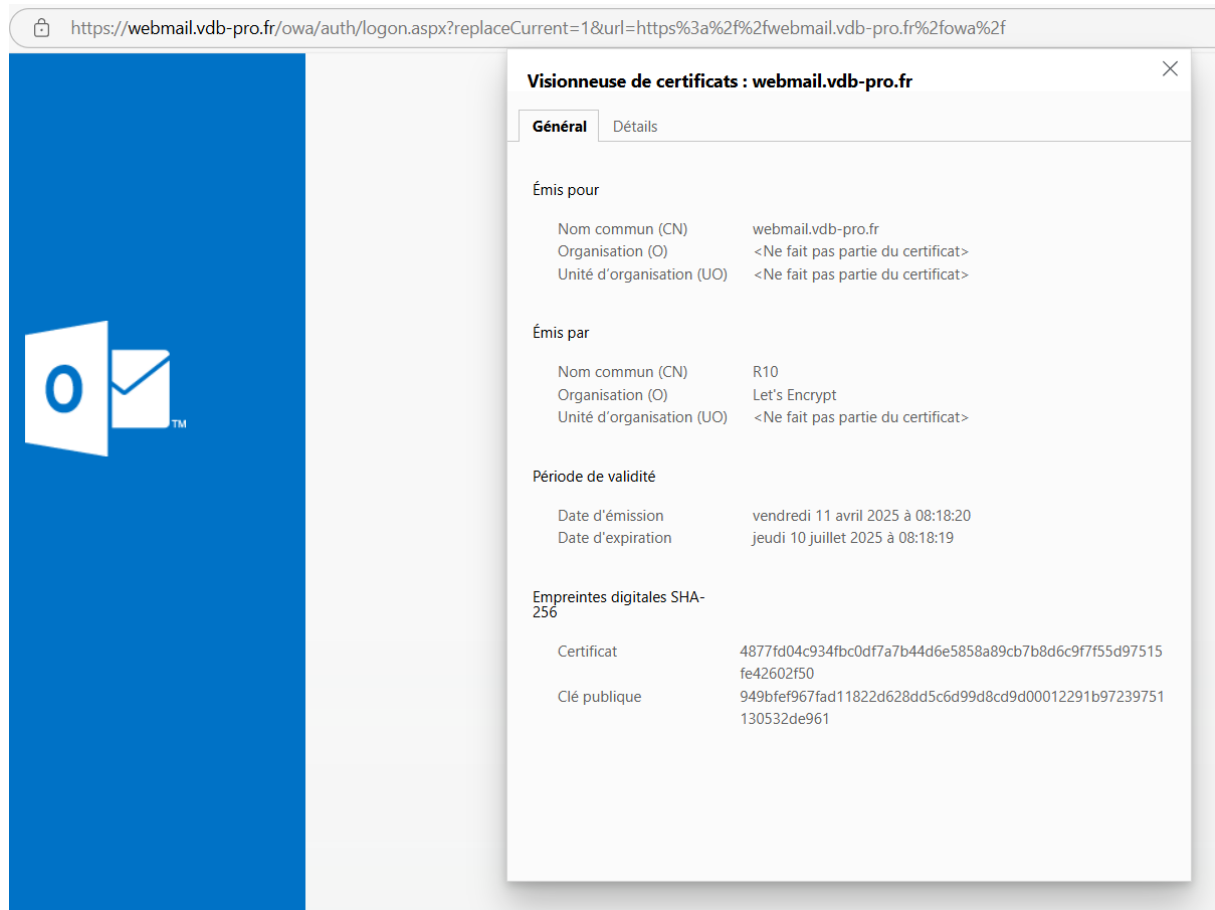 https://webmail.vdb-pro.fr/owa/auth/logon.aspx?replaceCurrent=1&url=https%3a%2f%2fwebmail.vdb-pro.fr%2fowa%2f
Visionneuse de certificats : webmail.vdb-pro.fr
Général Détails
Émis pour
Nom commun (CN) webmail.vdb-pro.fr
Organisation (O) <Ne fait pas partie du certificat>
Unité d'organisation (UO) <Ne fait pas partie du certificat>
Émis par
Nom commun (CN) R10
Organisation (O) Let's Encrypt
Unité d'organisation (UO) <Ne fait pas partie du certificat>
O
TM
Période de validité
Date d'émission vendredi 11 avril 2025 à 08:18:20
Date d'expiration jeudi 10 juillet 2025 à 08:18:19
Empreintes digitales SHA-
256
Certificat 4877fd04c934fbc0df7a7b44d6e5858a89cb7b8d6c9f7f55d97515
fe42602f50
Clé publique 949bfef967fad11822d628dd5c6d99d8cd9d00012291b97239751
130532de961